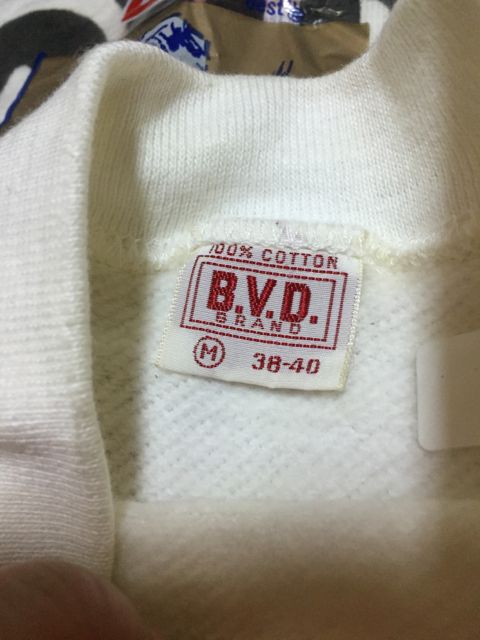 100% COTTON
B.V.D.
BRAND
M 38-40